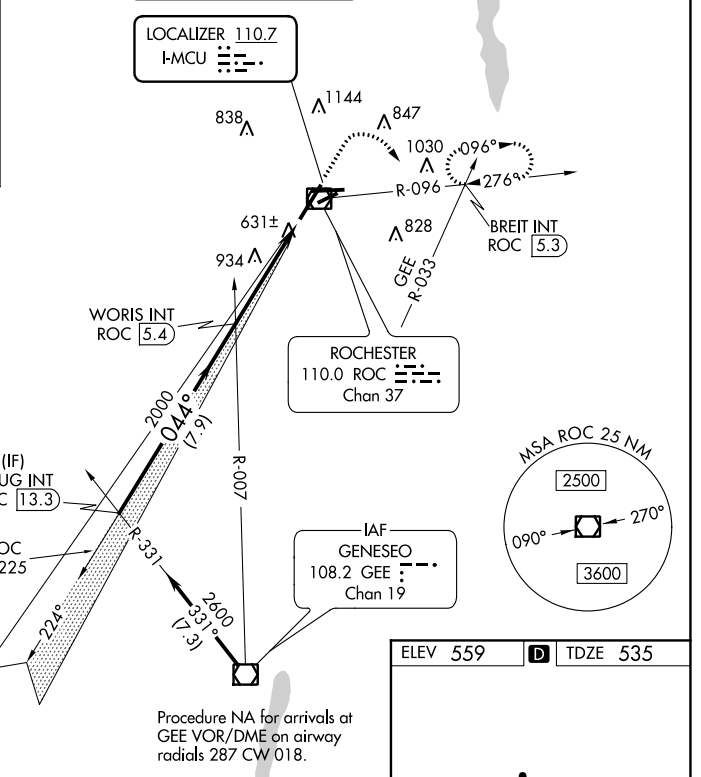 LOCALIZER 110.7
I-MCU
838
1144
847
1030
096°
276°
R-096
631±
934
828
BREIT INT
ROC 5.3
GEE
R-033
WORIS INT
ROC 5.4
ROCHESTER
110.0 ROC
Chan 37
2000
044°
(7.9)
R-007
MSA ROC 25 NM
2500
090°
270°
3600
(IF)
UG INT
C 13.3
OC
225
R-331
IAF
GENESEO
108.2 GEE
Chan 19
2600
331°
(7.3)
224°
ELEV 559
D
TDZE 535
Procedure NA for arrivals at
GEE VOR/DME on airway
radials 287 CW 018.